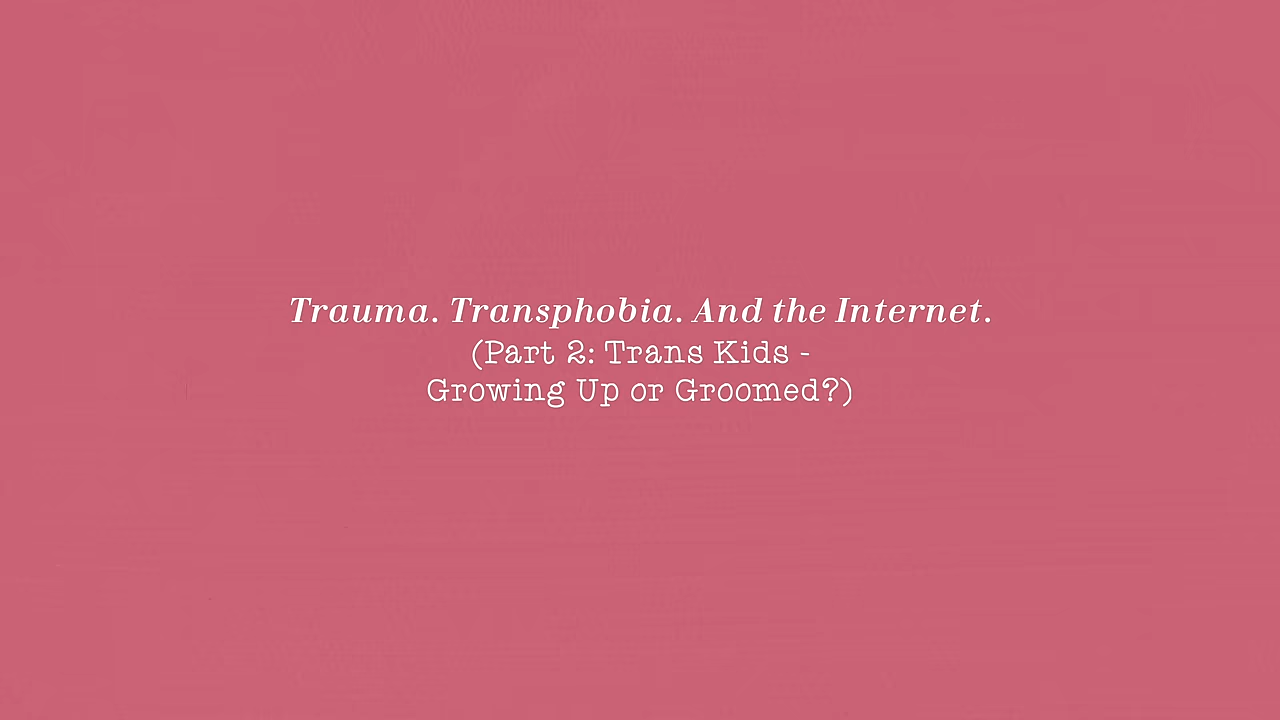 Trauma. Transphobia. And the Internet.
(Part 2: Trans Kids -
Growing Up or Groomed?)